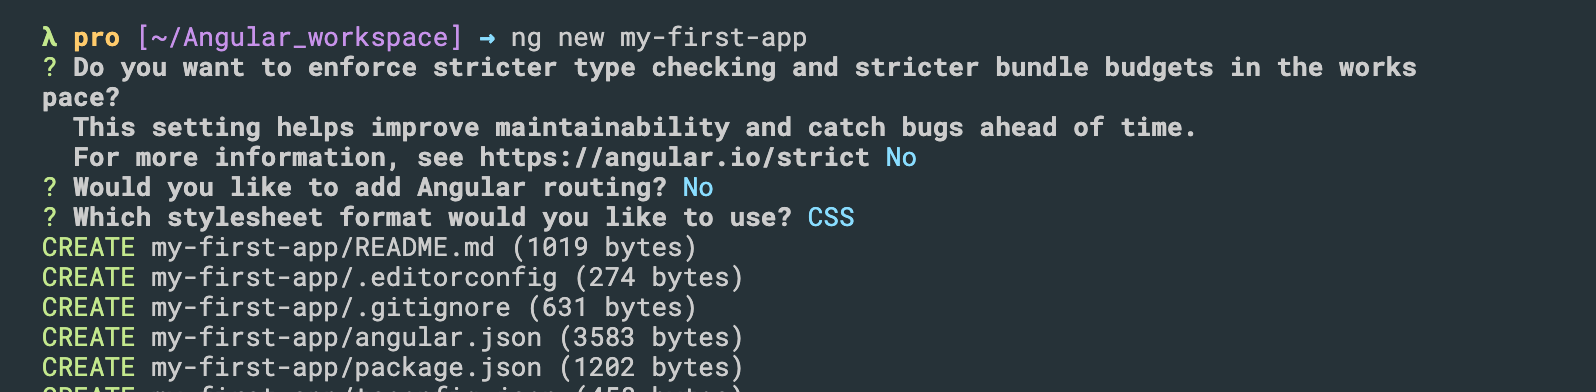 λ pro [~/Angular_workspace] → ng new my-first-app
? Do you want to enforce stricter type checking and stricter bundle budgets in the works
pace?
This setting helps improve maintainability and catch bugs ahead of time.
For more information, see https://angular.io/strict No
? Would you like to add Angular routing? No
? Which stylesheet format would you like to use? CSS
CREATE my-first-app/README.md (1019 bytes)
CREATE my-first-app/.editorconfig (274 bytes)
CREATE my-first-app/.gitignore (631 bytes)
CREATE my-first-app/angular.json (3583 bytes)
CREATE my-first-app/package.json (1202 bytes)